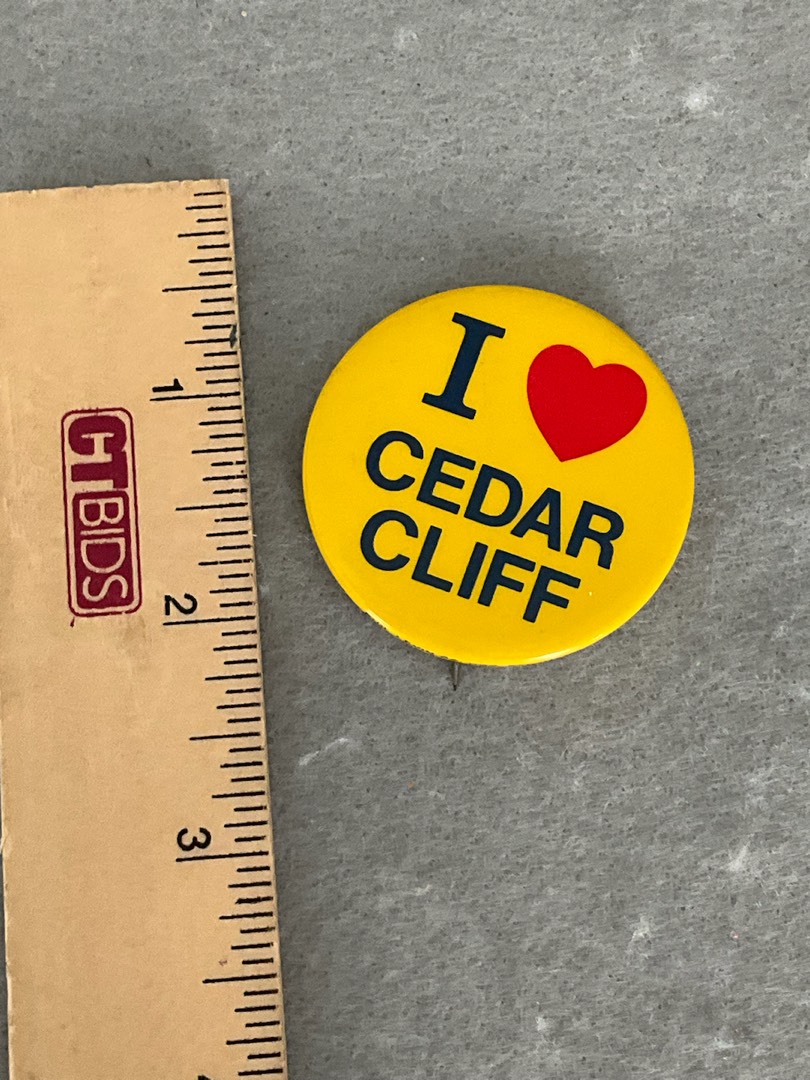 I ❤
CEDAR
CLIFF
1
CTBIDS
2
3